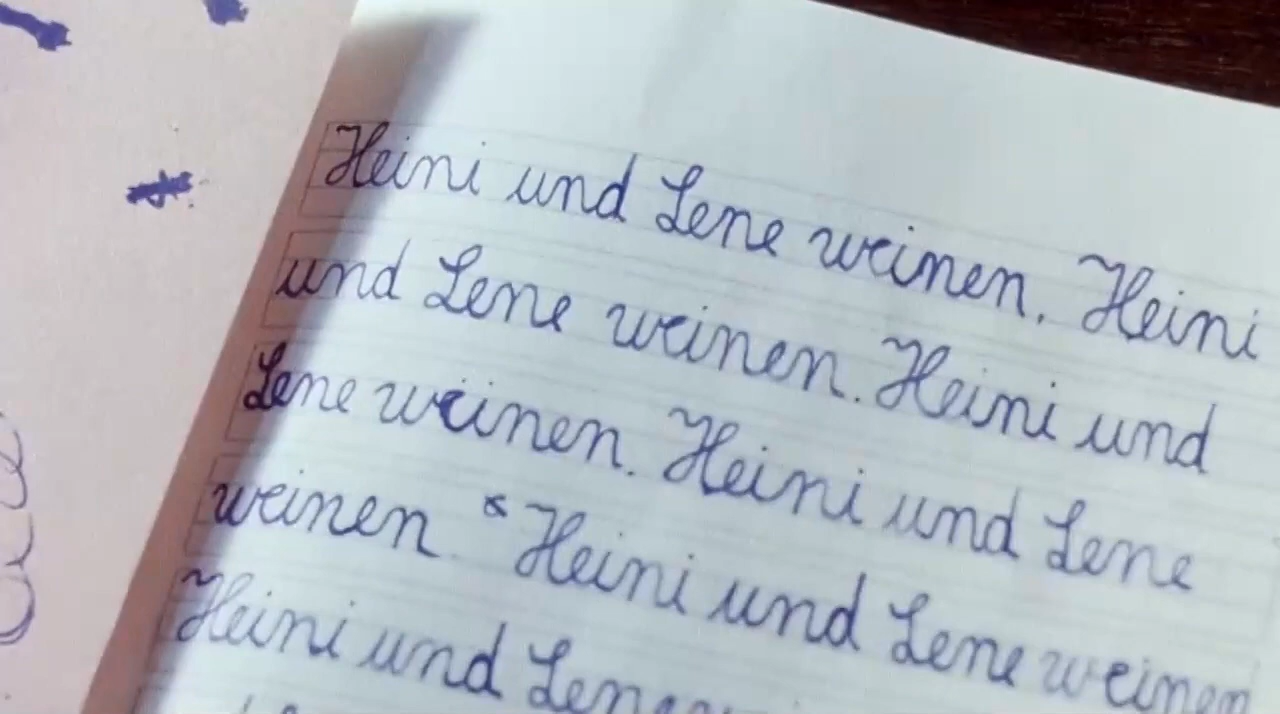 Heini und Lene weinen. Heini
und Lene weinen. Heini und
Lene weinen. Heini und Lene
weinen Heini und Lene weinen
Heini und Lene